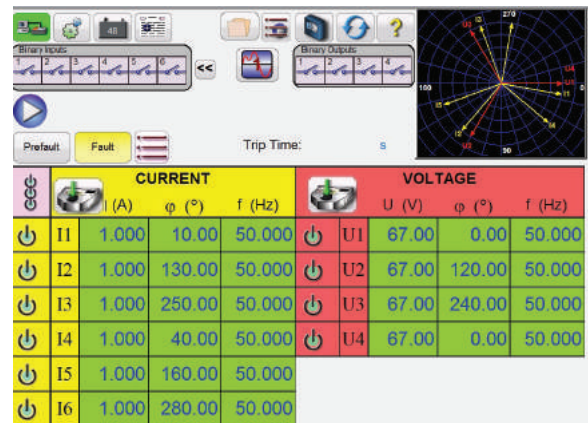 48
?
Binary Inputs
Binary Outputs
1 2 3 4 5 6
<<
1 2 3 4
270
U3 I3
U4
U1
180 0
I1
I5
I4
I2
U2
90
Prefault Fault Trip Time: s
CURRENT VOLTAGE
I (A) φ (°) f (Hz) U (V) φ (°) f (Hz)
I1 1.000 10.00 50.000 U1 67.00 0.00 50.000
I2 1.000 130.00 50.000 U2 67.00 120.00 50.000
I3 1.000 250.00 50.000 U3 67.00 240.00 50.000
I4 1.000 40.00 50.000 U4 67.00 0.00 50.000
I5 1.000 160.00 50.000
I6 1.000 280.00 50.000